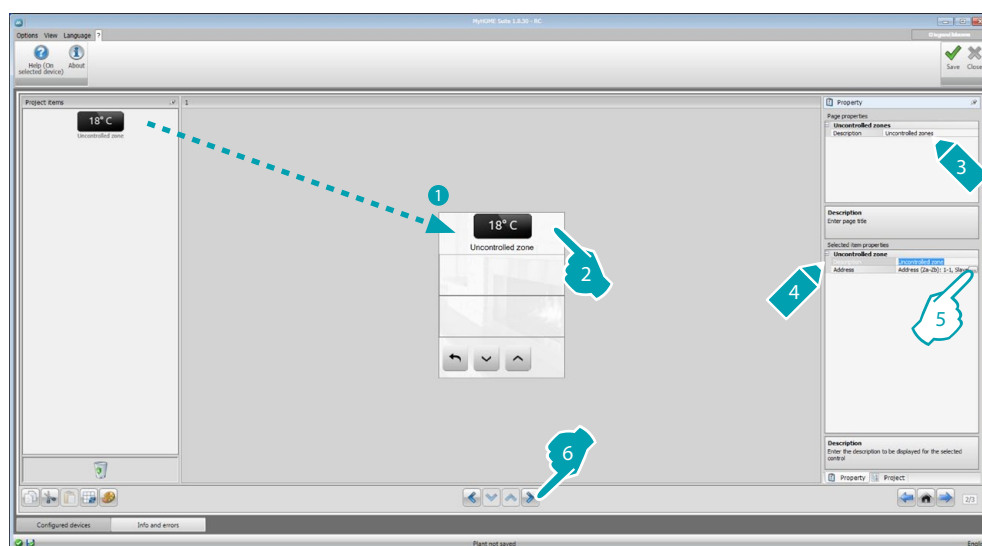 MyHOME Suite 1.0.30 - RC
Options View Language ?
Help (On selected device)
About
Save
Close
Project items
1
18° C
Uncontrolled zone
1
18° C
Uncontrolled zone
2
Property
Page properties
Uncontrolled zones
Description Uncontrolled zones
3
Description
Enter page title
Selected item properties
Uncontrolled zone
Description Uncontrolled zone
Address Address (Za-Zb): 1-1, Slave
4
5
Description
Enter the description to be displayed for the selected
control
Property Project
6
2/3
Configured devices Info and errors
Plant not saved